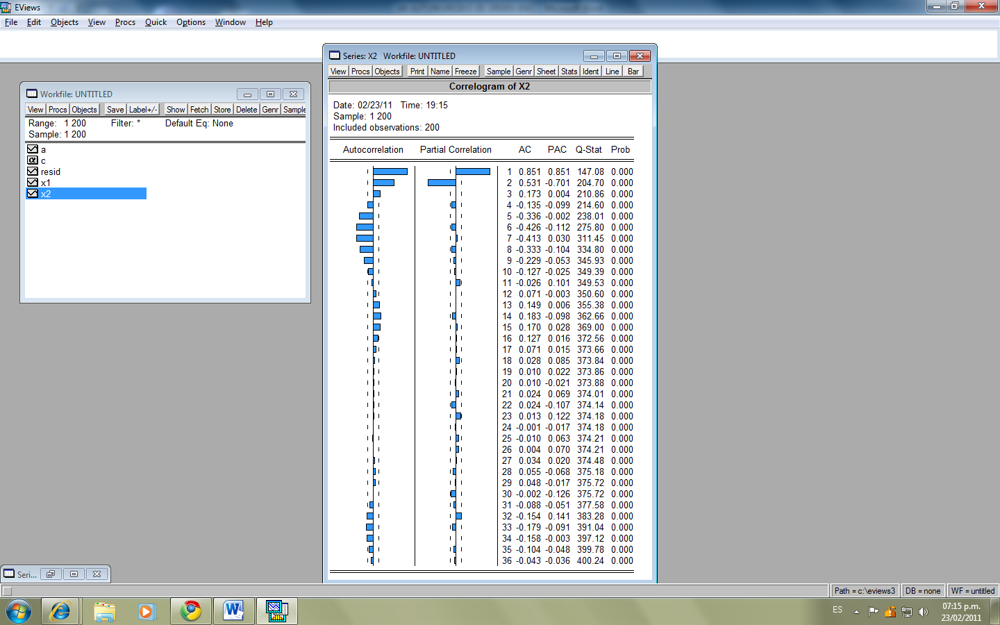 EViews
File Edit Objects View Procs Quick Options Window Help
Workfile: UNTITLED
View Procs Objects Save Label+/- Show Fetch Store Delete Genr Sample
Range: 1 200 Filter: * Default Eq: None
Sample: 1 200
a
c
resid
x1
x2
Series: X2 Workfile: UNTITLED
View Procs Objects Print Name Freeze Sample Genr Sheet Stats Ident Line Bar
Correlogram of X2
Date: 02/23/11 Time: 19:15
Sample: 1 200
Included observations: 200
Autocorrelation Partial Correlation AC PAC Q-Stat Prob
1 0.851 0.851 147.08 0.000
2 0.531 -0.701 204.70 0.000
3 0.173 0.004 210.86 0.000
4 -0.135 -0.099 214.60 0.000
5 -0.336 -0.002 238.01 0.000
6 -0.426 -0.112 275.80 0.000
7 -0.413 0.030 311.45 0.000
8 -0.333 -0.104 334.80 0.000
9 -0.229 -0.053 345.93 0.000
10 -0.127 -0.025 349.39 0.000
11 -0.026 0.101 349.53 0.000
12 0.071 -0.003 350.60 0.000
13 0.149 0.006 355.38 0.000
14 0.183 -0.098 362.66 0.000
15 0.170 0.028 369.00 0.000
16 0.127 0.016 372.56 0.000
17 0.071 0.015 373.66 0.000
18 0.028 0.085 373.84 0.000
19 0.010 0.022 373.86 0.000
20 0.010 -0.021 373.88 0.000
21 0.024 0.069 374.01 0.000
22 0.024 -0.107 374.14 0.000
23 0.013 0.122 374.18 0.000
24 -0.001 -0.017 374.18 0.000
25 -0.010 0.063 374.21 0.000
26 0.004 0.070 374.21 0.000
27 0.034 0.020 374.48 0.000
28 0.055 -0.068 375.18 0.000
29 0.048 -0.017 375.72 0.000
30 -0.002 -0.126 375.72 0.000
31 -0.088 -0.051 377.58 0.000
32 -0.154 0.141 383.28 0.000
33 -0.179 -0.091 391.04 0.000
34 -0.158 -0.003 397.12 0.000
35 -0.104 -0.048 399.78 0.000
36 -0.043 -0.036 400.24 0.000
Seri...
Path = c:\eviews3 DB = none WF = untitled
ES
07:15 p.m.
23/02/2011